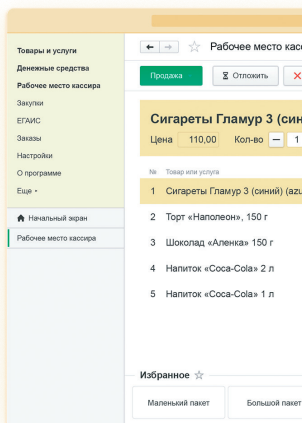 Товары и услуги
Денежные средства
Рабочее место кассира
Закупки
ЕГАИС
Заказы
Настройки
О программе
Еще
Начальный экран
Рабочее место кассира
Рабочее место касс
Продажа
Отложить
Сигареты Гламур 3 (син
Цена 110,00 Кол-во – 1
№ Товар или услуга
1 Сигареты Гламур 3 (синий) (azu
2 Торт «Наполеон», 150 г
3 Шоколад «Аленка» 150 г
4 Напиток «Coca-Cola» 2 л
5 Напиток «Coca-Cola» 1 л
Избранное
Маленький пакет
Большой пакет